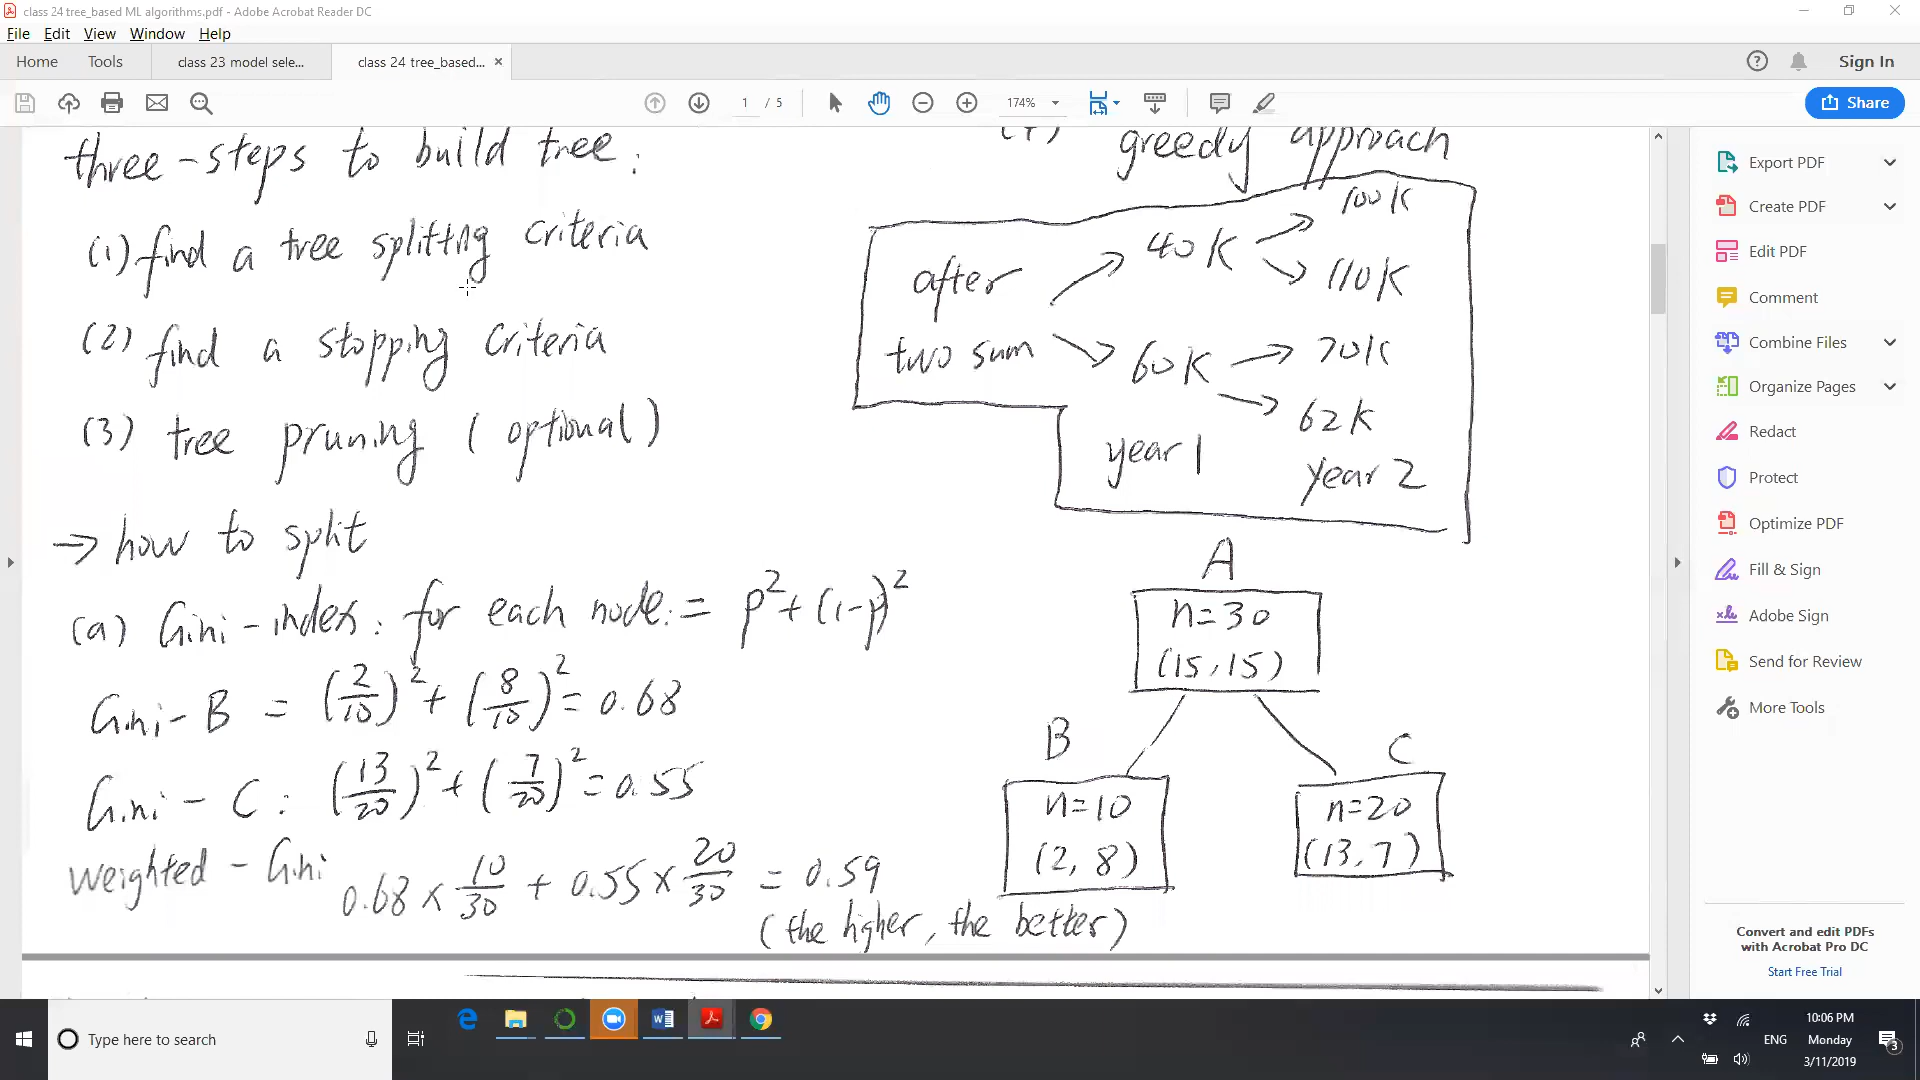 class 24 tree_based ML algorithms.pdf - Adobe Acrobat Reader DC
File Edit View Window Help
Home Tools class 23 model sele... class 24 tree_based... × Sign In
1 / 5 174% Share
three-steps to build tree:
(1) find a tree splitting criteria
(2) find a stopping criteria
(3) tree pruning (optional)
→ how to split
(a) Gini-index: for each node: = p² + (1-p)²
Gini-B = (2/10)² + (8/10)² = 0.68
Gini-C: (13/20)² + (7/20)² = 0.55
weighted-Gini 0.68 × 10/30 + 0.55 × 20/30 = 0.59
(the higher, the better)
greedy approach
after two sum
40K
60K
100K
110K
70K
62K
year 1
year 2
A
n=30
(15,15)
B
n=10
(2,8)
C
n=20
(13,7)
Export PDF
Create PDF
Edit PDF
Comment
Combine Files
Organize Pages
Redact
Protect
Optimize PDF
Fill & Sign
Adobe Sign
Send for Review
More Tools
Convert and edit PDFs
with Acrobat Pro DC
Start Free Trial
Type here to search
ENG
10:06 PM
Monday
3/11/2019
3